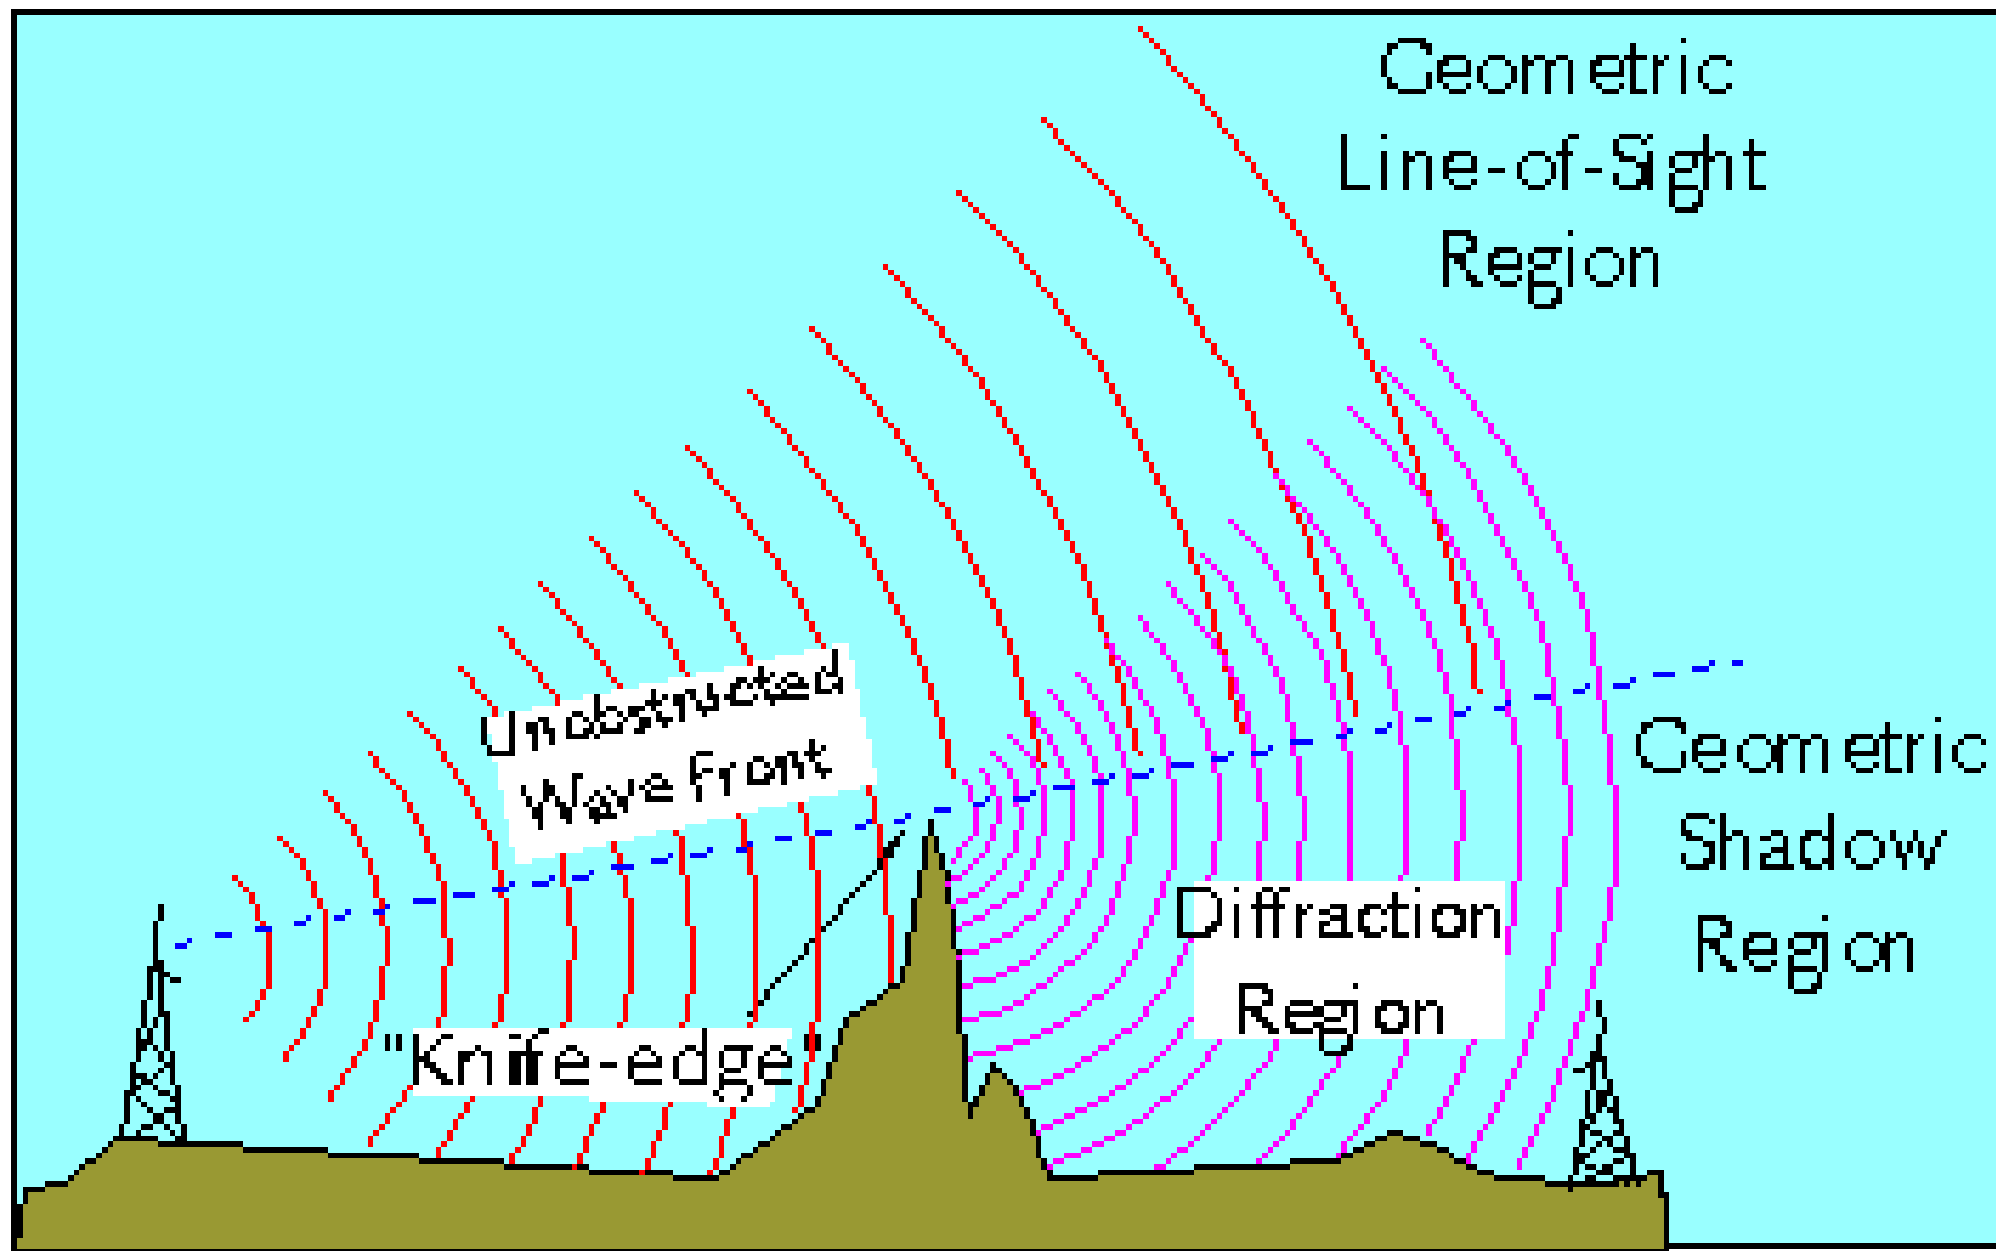 Geometric
Line-of-Sight
Region
Unobstructed
Wave Front
Geometric
Shadow
Region
Diffraction
Region
"Knife-edge"